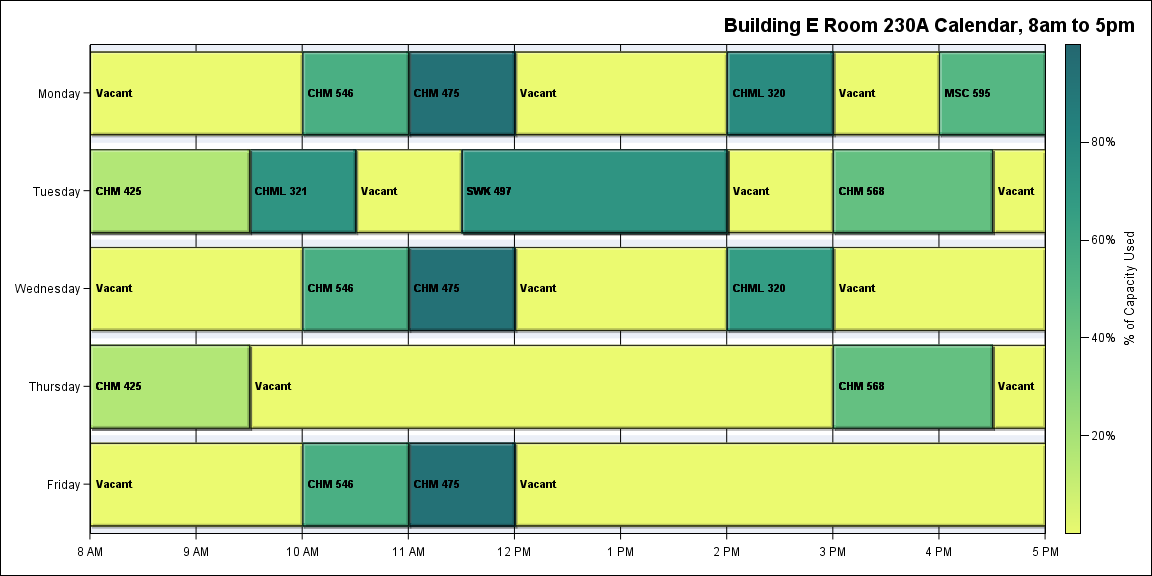 Building E Room 230A Calendar, 8am to 5pm
Monday
Vacant
CHM 546
CHM 475
Vacant
CHML 320
Vacant
MSC 595
Tuesday
CHM 425
CHML 321
Vacant
SWK 497
Vacant
CHM 568
Vacant
Wednesday
Vacant
CHM 546
CHM 475
Vacant
CHML 320
Vacant
Thursday
CHM 425
Vacant
CHM 568
Vacant
Friday
Vacant
CHM 546
CHM 475
Vacant
8 AM
9 AM
10 AM
11 AM
12 PM
1 PM
2 PM
3 PM
4 PM
5 PM
80%
60%
40%
20%
% of Capacity Used